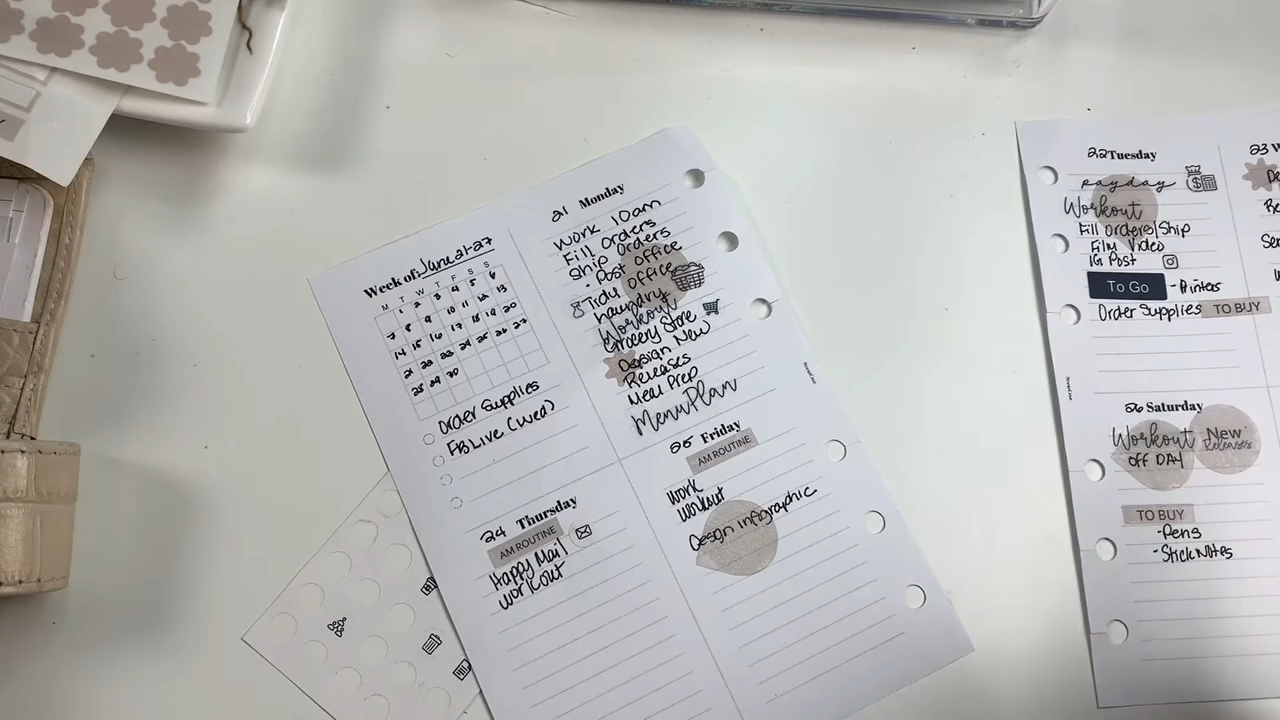 Week of: June 21-27
M T W T F S S
1 2 3 4 5 6
7 8 9 10 11 12 13
14 15 16 17 18 19 20
21 22 23 24 25 26 27
28 29 30
Order Supplies
FB Live (Wed)
21 Monday
Work 10am
Fill Orders
Ship Orders
- Post Office
Tidy Office
Laundry
Workout
Grocery Store
Design New
Releases
Meal Prep
Menu Plan
24 Thursday
AM ROUTINE
Happy Mail
Workout
25 Friday
AM ROUTINE
Work
Workout
Design Infographic
22 Tuesday
payday
Workout
Fill Orders/Ship
Film Video
IG Post
To Go - Printers
Order Supplies TO BUY
26 Saturday
Workout New Releases
OFF DAY
TO BUY
- Pens
- Stick Notes
23 W